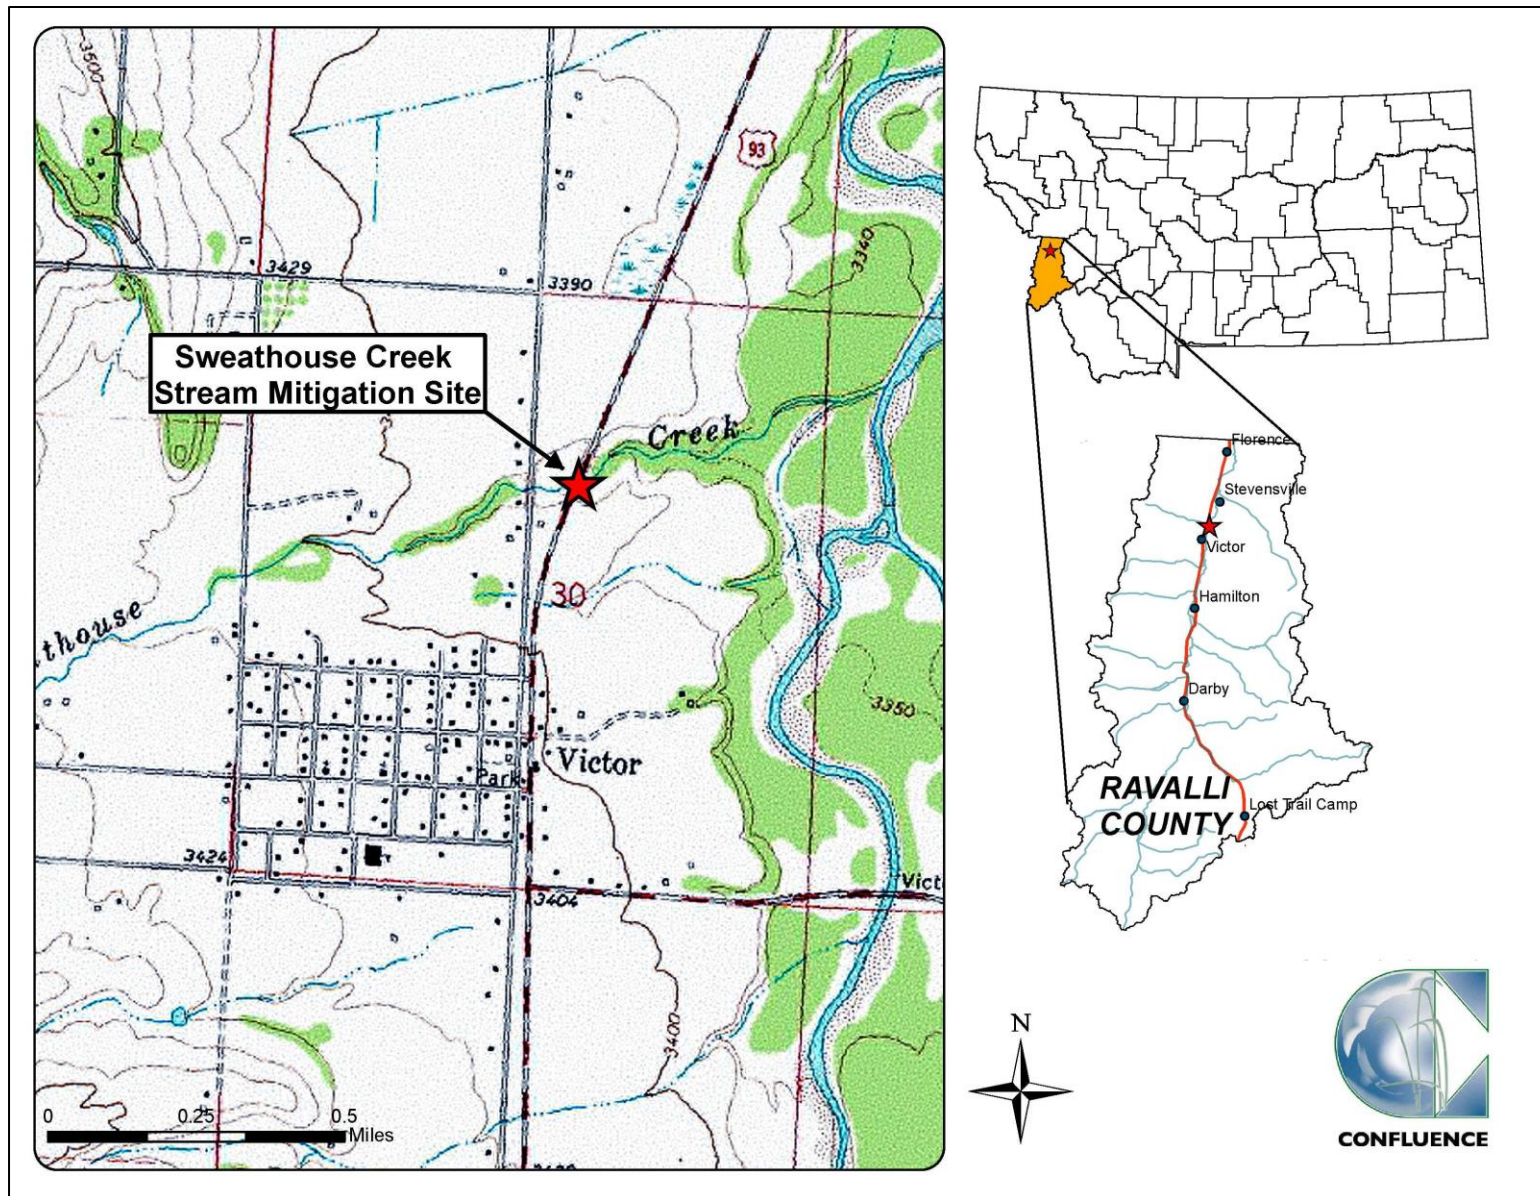 3500
93
3340
3429
3390
Sweathouse Creek
Stream Mitigation Site
Creek
30
thouse
3350
Victor
Park
3424
3404
Vict
3400
0
0.25
0.5
Miles
Florence
Stevensville
Victor
Hamilton
Darby
RAVALLI
COUNTY
Lost Trail Camp
N
CONFLUENCE